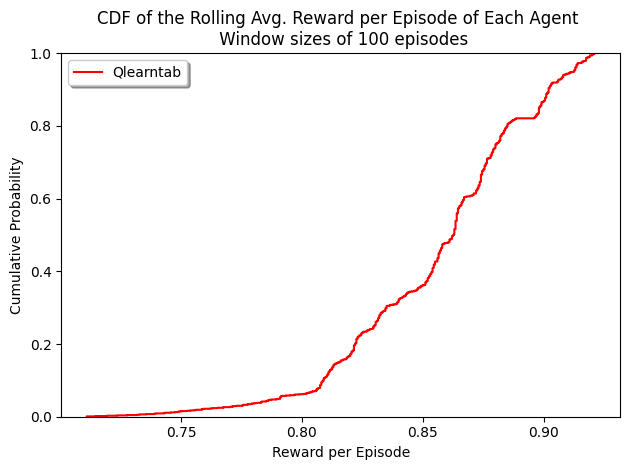 CDF of the Rolling Avg. Reward per Episode of Each Agent
Window sizes of 100 episodes
Qlearntab
1.0
0.8
0.6
0.4
0.2
0.0
Cumulative Probability
0.75
0.80
0.85
0.90
Reward per Episode